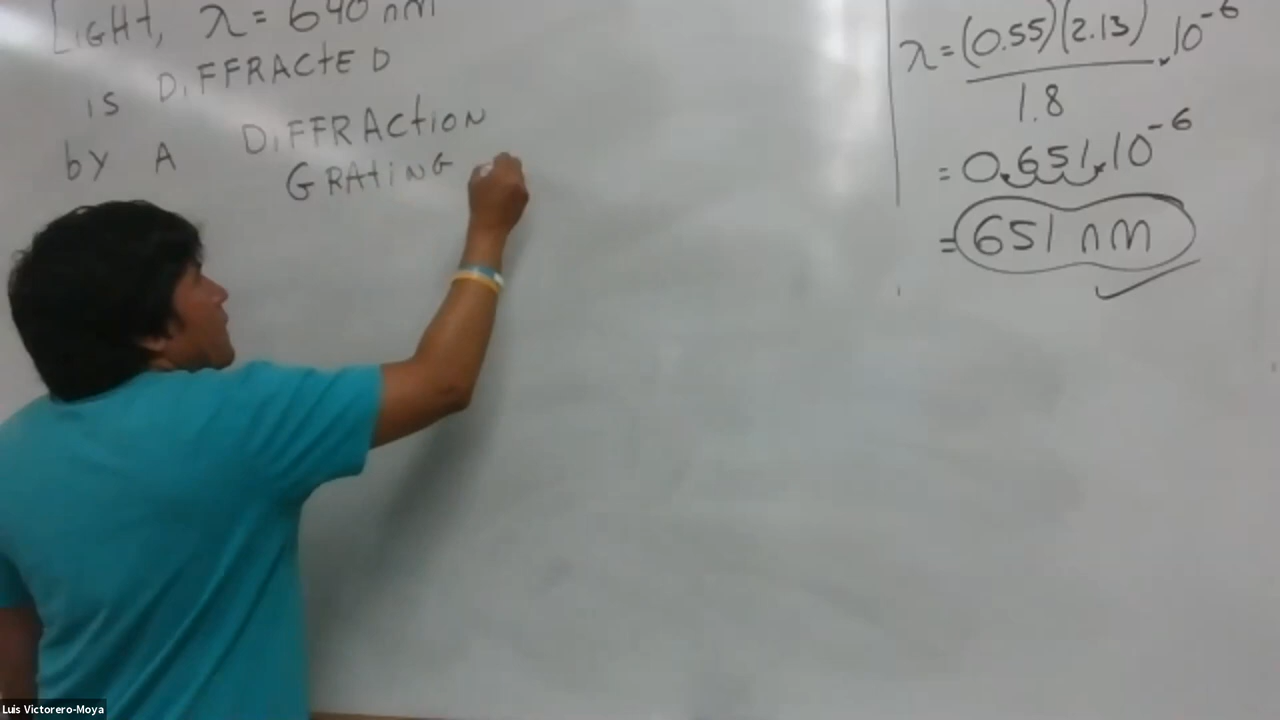 LIGHT, λ = 640 nm
is DIFFRACTED
by A DIFFRACTION
GRATING
λ = (0.55)(2.13) . 10^-6
1.8
= 0.651 . 10^-6
= 651 nm
Luis Victorero-Moya